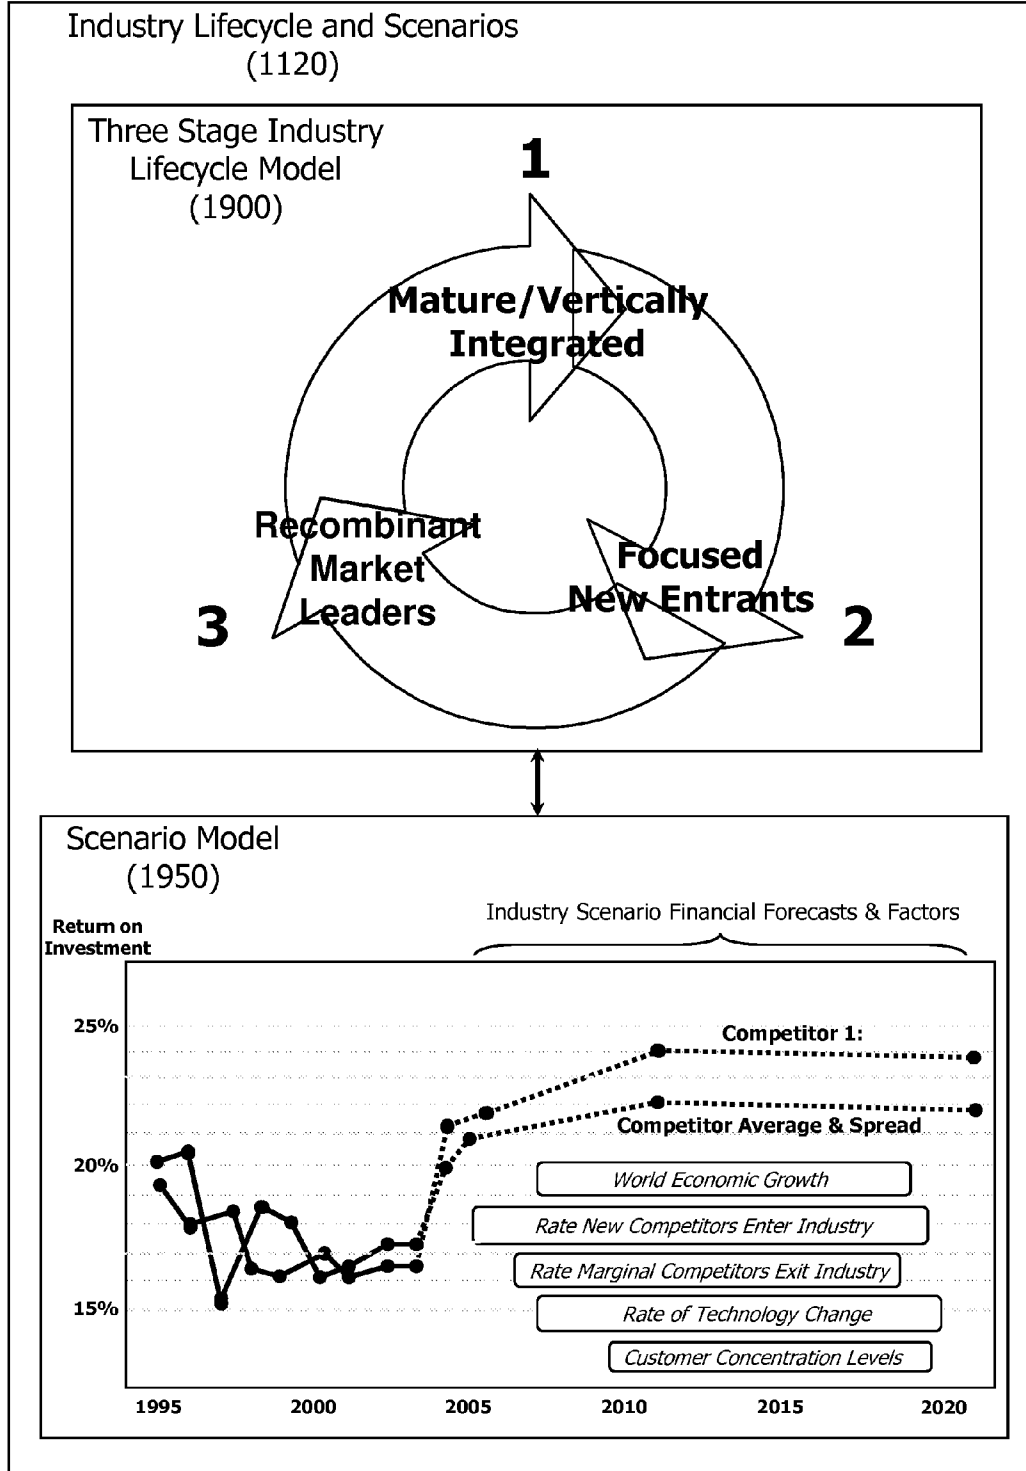 Industry Lifecycle and Scenarios
(1120)
Three Stage Industry
Lifecycle Model
(1900)
1
Mature/Vertically
Integrated
Recombinant
Market
Leaders
3
Focused
New Entrants
2
Scenario Model
(1950)
Return on
Investment
Industry Scenario Financial Forecasts & Factors
25%
Competitor 1:
Competitor Average & Spread
20%
World Economic Growth
Rate New Competitors Enter Industry
Rate Marginal Competitors Exit Industry
15%
Rate of Technology Change
Customer Concentration Levels
1995
2000
2005
2010
2015
2020